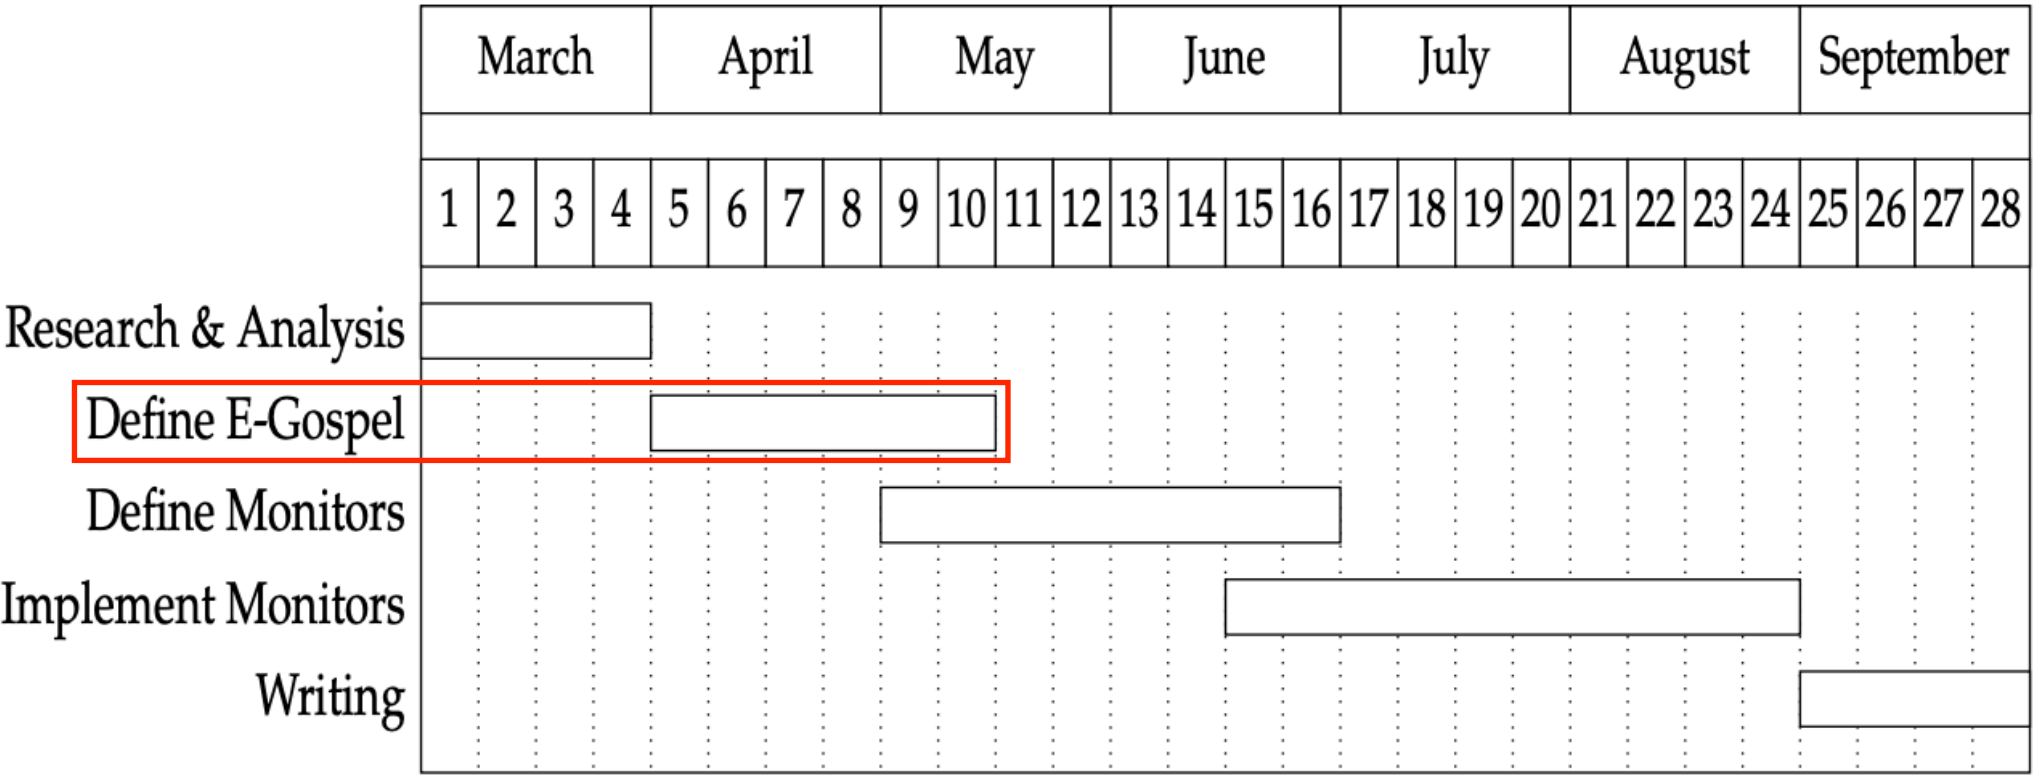 March April May June July August September
1 2 3 4 5 6 7 8 9 10 11 12 13 14 15 16 17 18 19 20 21 22 23 24 25 26 27 28
Research & Analysis
Define E-Gospel
Define Monitors
Implement Monitors
Writing